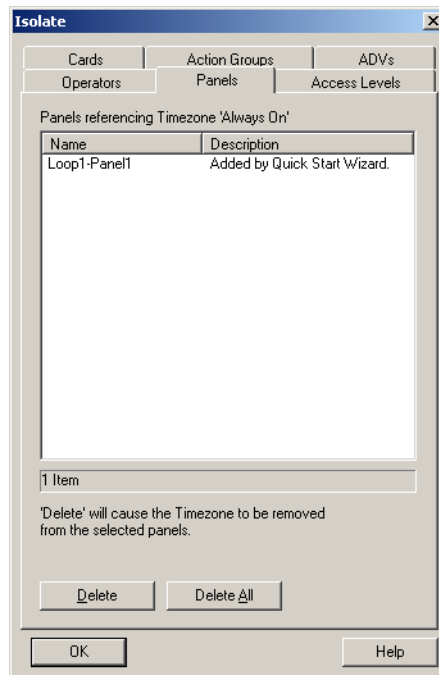 Isolate
Cards Action Groups ADVs
Operators Panels Access Levels
Panels referencing Timezone 'Always On'
Name Description
Loop1-Panel1 Added by Quick Start Wizard.
1 Item
'Delete' will cause the Timezone to be removed
from the selected panels.
Delete Delete All
OK Help